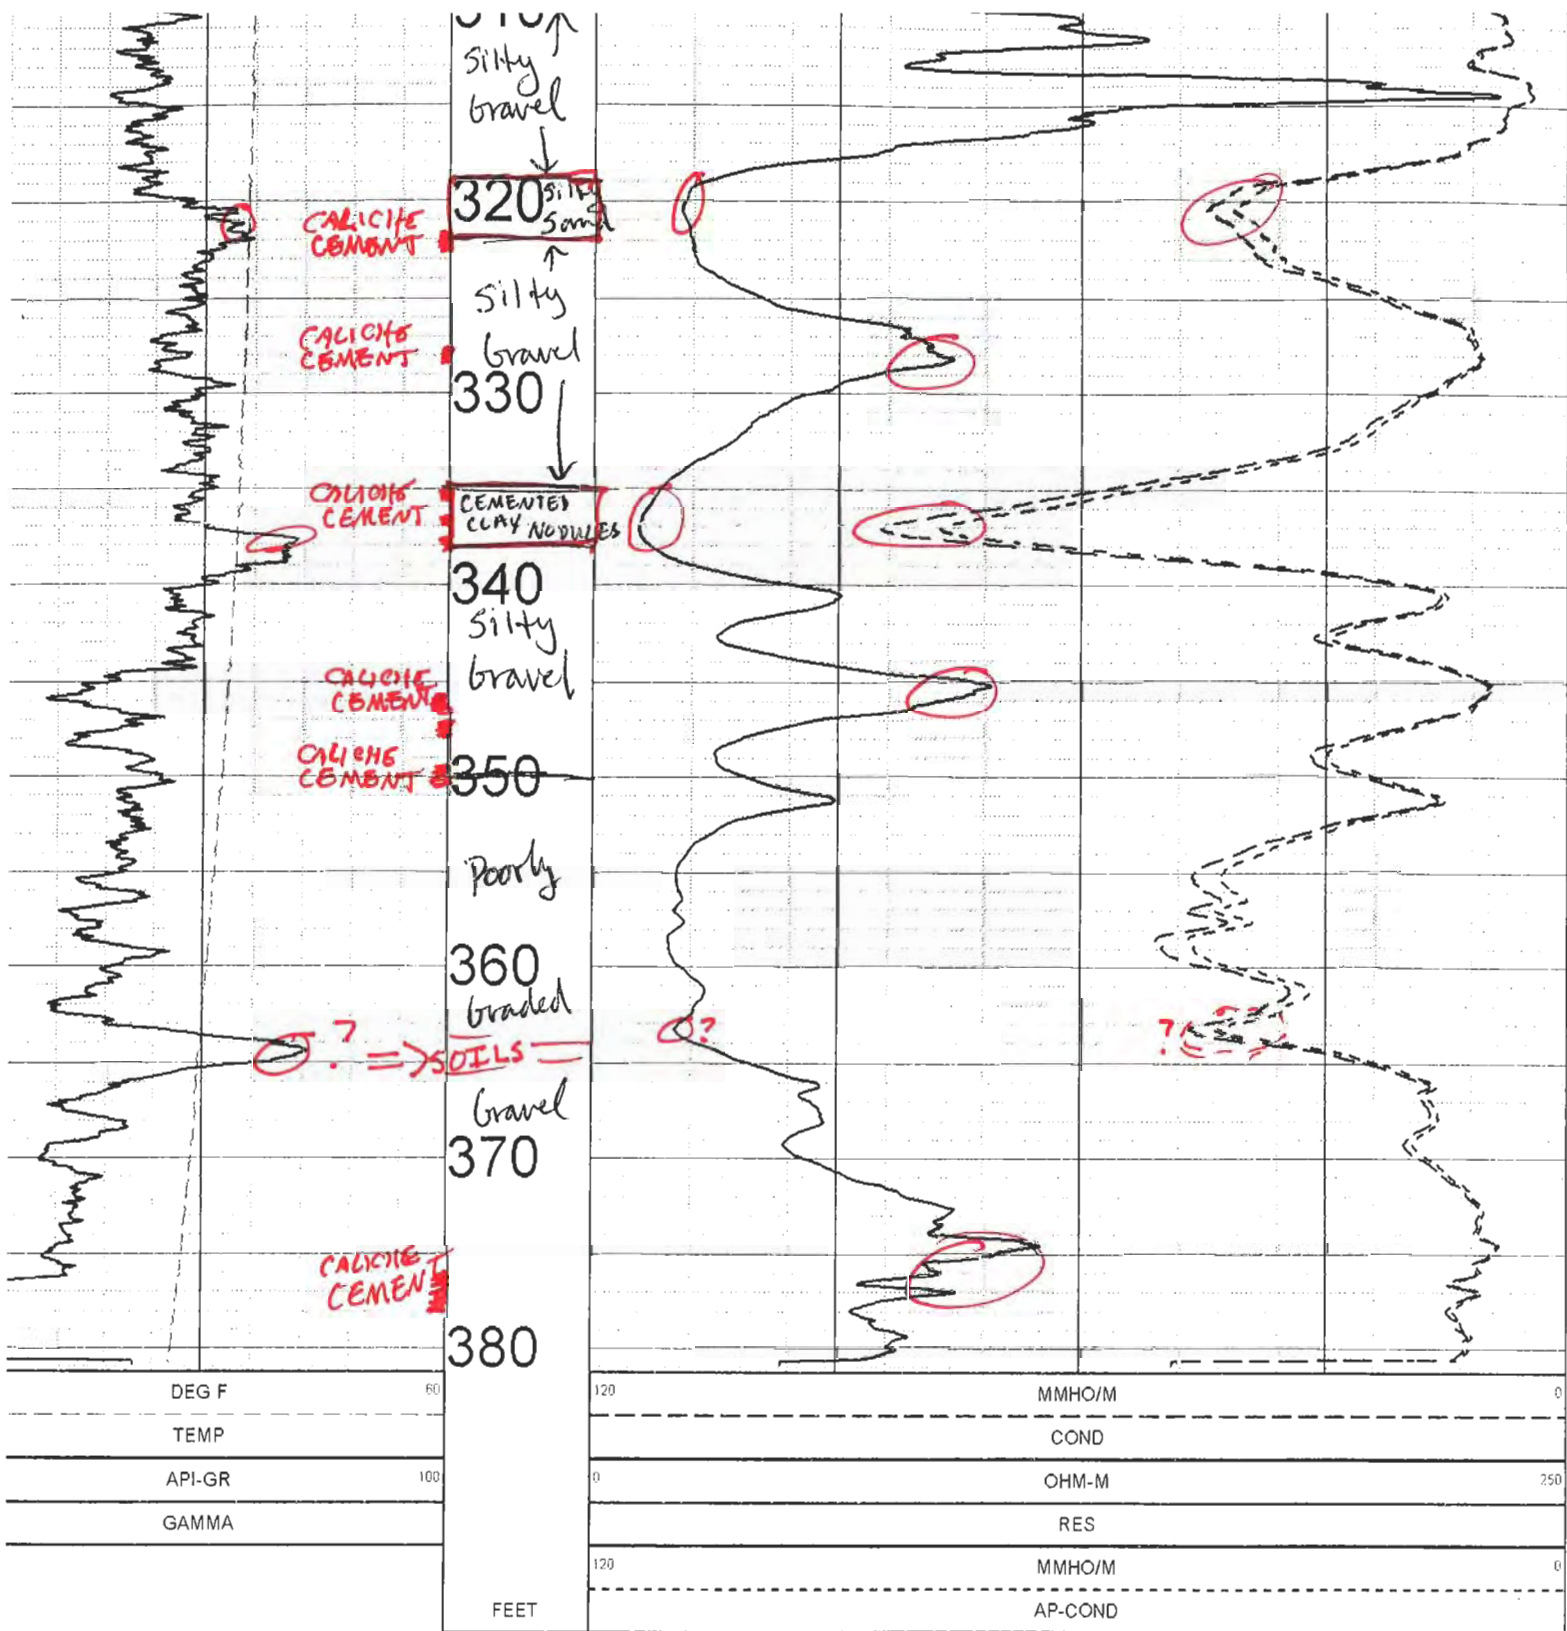 310
Silty
Gravel
320 Silty
Sand
CALICHE
CEMENT
Silty
Gravel
CALICHE
CEMENT
330
CALICHE
CEMENT
CEMENTED
CLAY NODULES
340
Silty
Gravel
CALICHE
CEMENT
CALICHE
CEMENT
350
Poorly
360
Graded
? ? ?
? => SOILS
Gravel
370
CALICHE
CEMENT
380
DEG F 60 120 MMHO/M 0
TEMP COND
API-GR 100 0 OHM-M 250
GAMMA RES
120 MMHO/M 0
FEET AP-COND